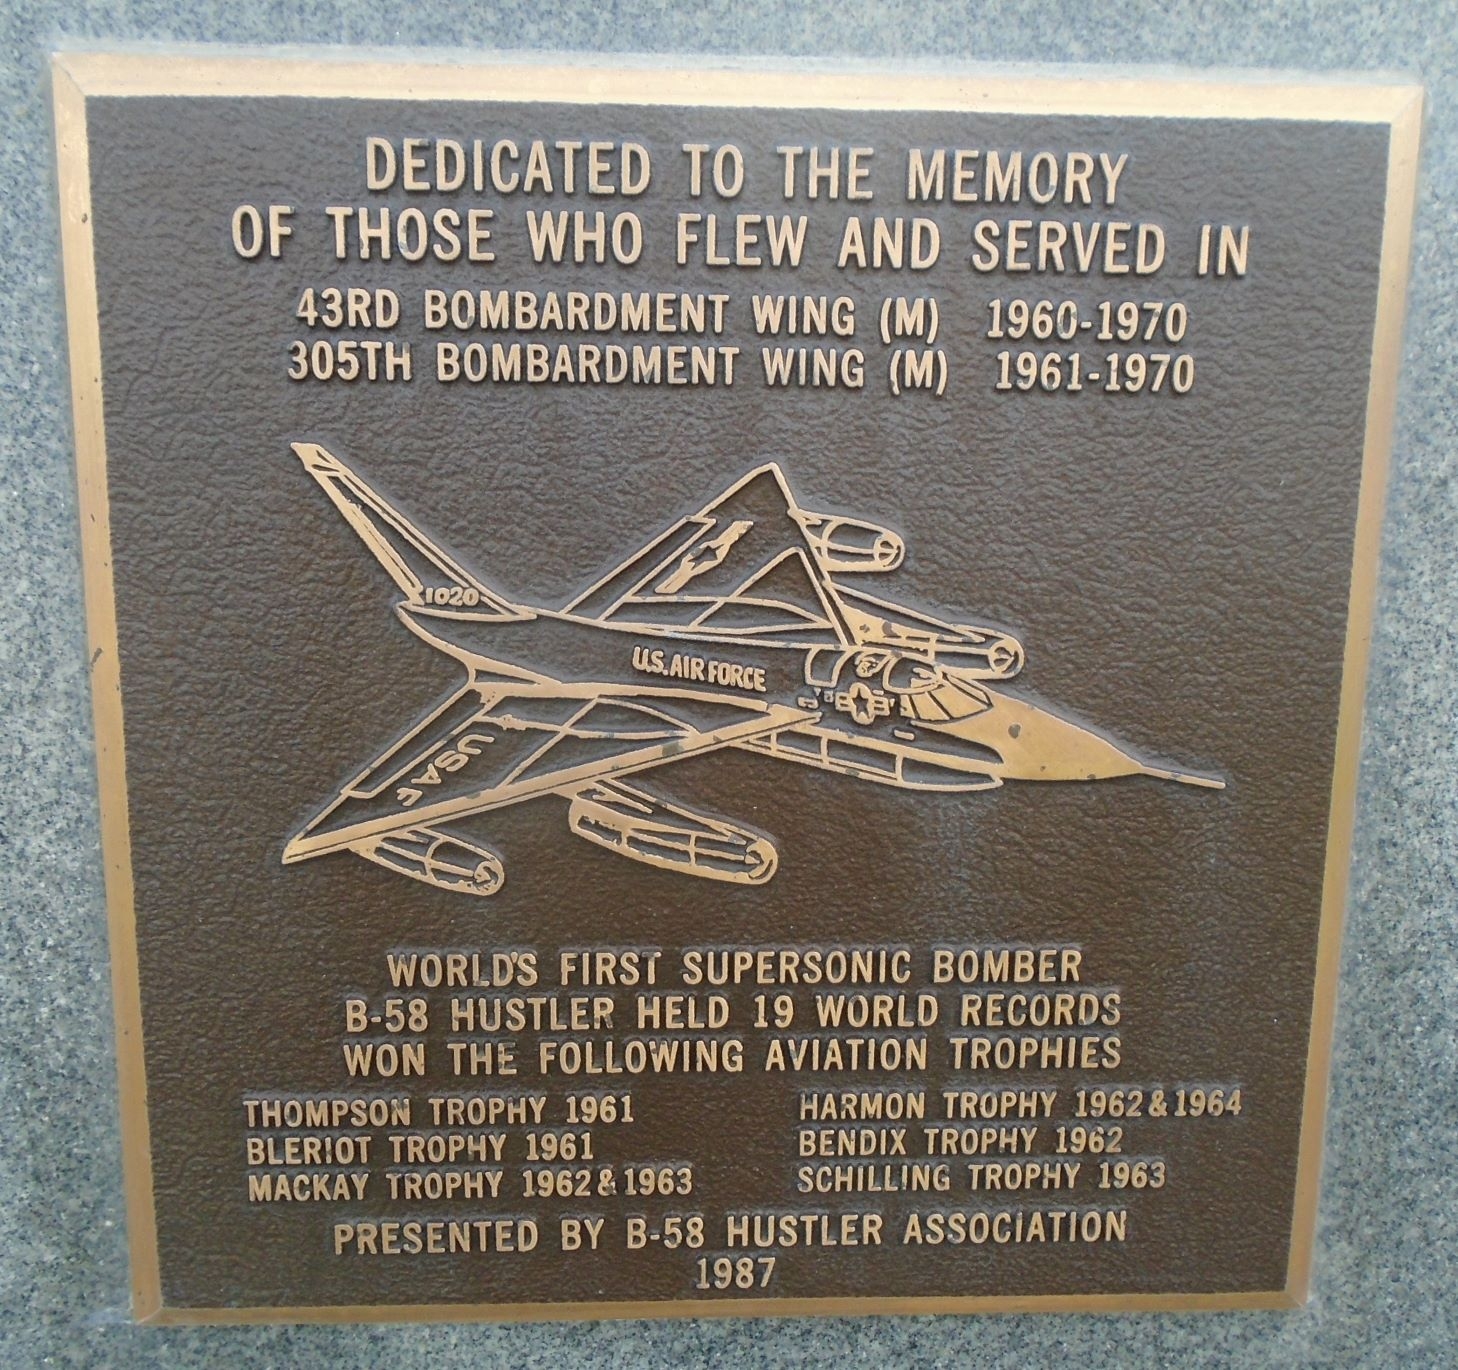 DEDICATED TO THE MEMORY
OF THOSE WHO FLEW AND SERVED IN
43RD BOMBARDMENT WING (M) 1960-1970
305TH BOMBARDMENT WING (M) 1961-1970
1020
U.S. AIR FORCE
USAF
WORLD'S FIRST SUPERSONIC BOMBER
B-58 HUSTLER HELD 19 WORLD RECORDS
WON THE FOLLOWING AVIATION TROPHIES
THOMPSON TROPHY 1961
BLERIOT TROPHY 1961
MACKAY TROPHY 1962 & 1963
HARMON TROPHY 1962 & 1964
BENDIX TROPHY 1962
SCHILLING TROPHY 1963
PRESENTED BY B-58 HUSTLER ASSOCIATION
1987